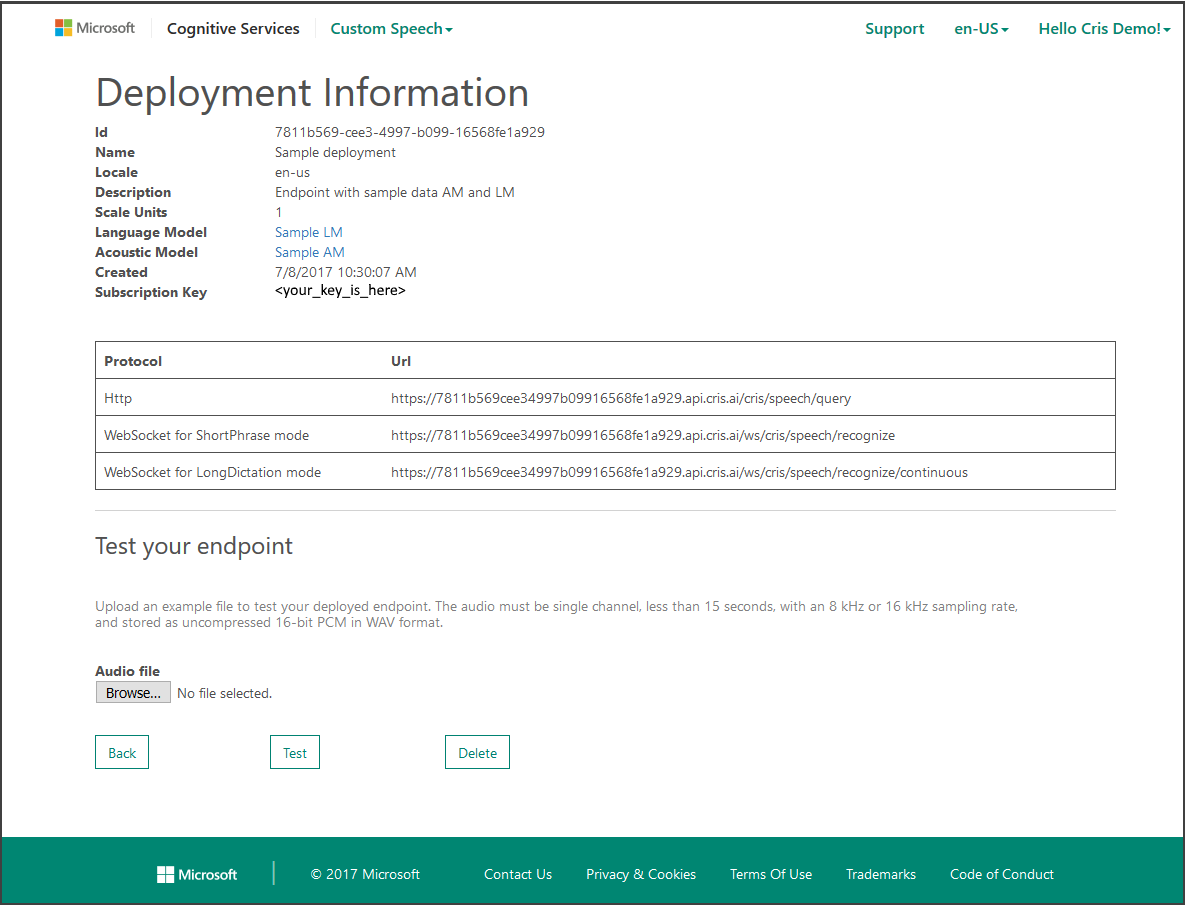 Microsoft Cognitive Services Custom Speech Support en-US Hello Cris Demo!
Deployment Information
Id 7811b569-cee3-4997-b099-16568fe1a929
Name Sample deployment
Locale en-us
Description Endpoint with sample data AM and LM
Scale Units 1
Language Model Sample LM
Acoustic Model Sample AM
Created 7/8/2017 10:30:07 AM
Subscription Key <your_key_is_here>
Protocol Url
Http https://7811b569cee34997b09916568fe1a929.api.cris.ai/cris/speech/query
WebSocket for ShortPhrase mode https://7811b569cee34997b09916568fe1a929.api.cris.ai/ws/cris/speech/recognize
WebSocket for LongDictation mode https://7811b569cee34997b09916568fe1a929.api.cris.ai/ws/cris/speech/recognize/continuous
Test your endpoint
Upload an example file to test your deployed endpoint. The audio must be single channel, less than 15 seconds, with an 8 kHz or 16 kHz sampling rate,
and stored as uncompressed 16-bit PCM in WAV format.
Audio file
Browse... No file selected.
Back Test Delete
Microsoft © 2017 Microsoft Contact Us Privacy & Cookies Terms Of Use Trademarks Code of Conduct